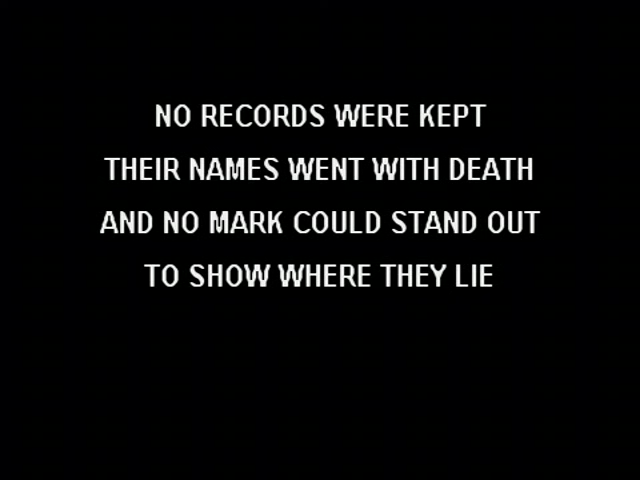 NO RECORDS WERE KEPT
THEIR NAMES WENT WITH DEATH
AND NO MARK COULD STAND OUT
TO SHOW WHERE THEY LIE